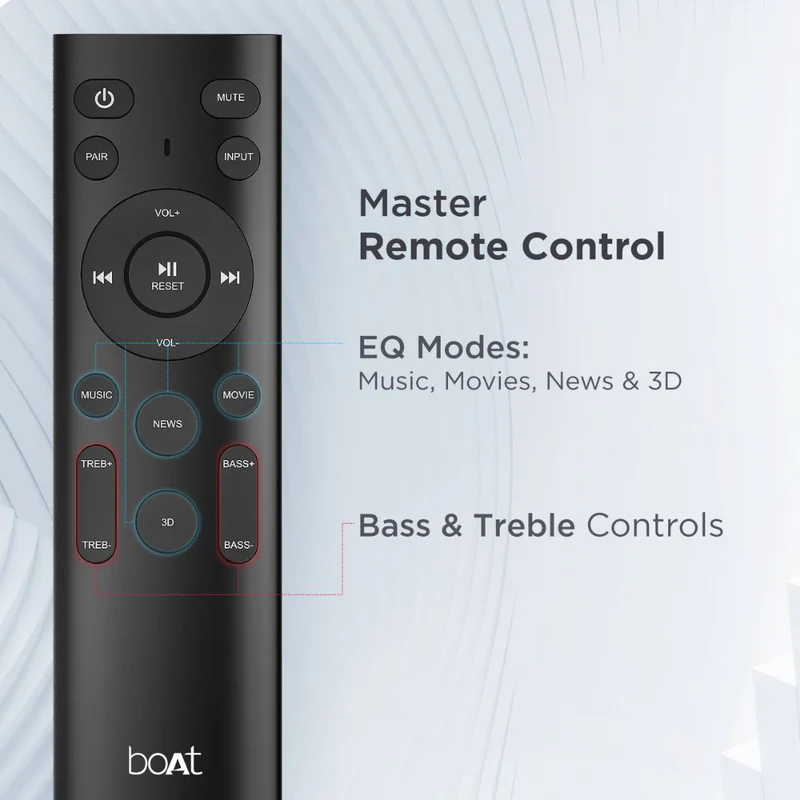 MUTE
PAIR
INPUT
VOL+
RESET
VOL-
MUSIC
MOVIE
NEWS
TREB+
BASS+
3D
TREB-
BASS-
boAt
Master
Remote Control
EQ Modes:
Music, Movies, News & 3D
Bass & Treble Controls